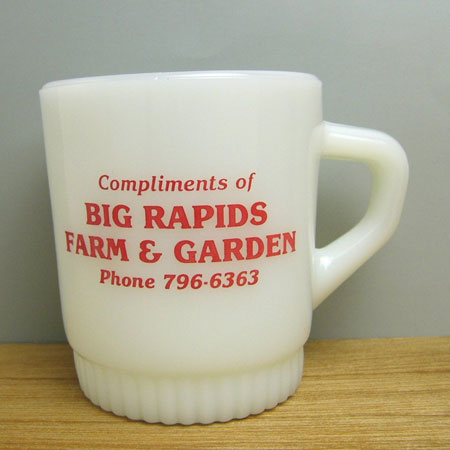 Compliments of
BIG RAPIDS
FARM & GARDEN
Phone 796-6363